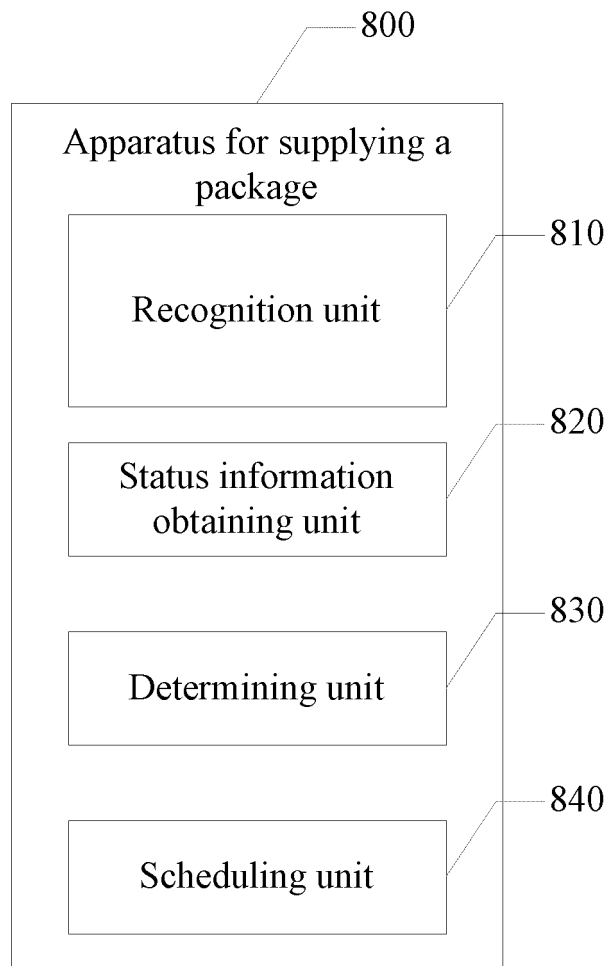 800
Apparatus for supplying a
package
810
Recognition unit
820
Status information
obtaining unit
830
Determining unit
840
Scheduling unit